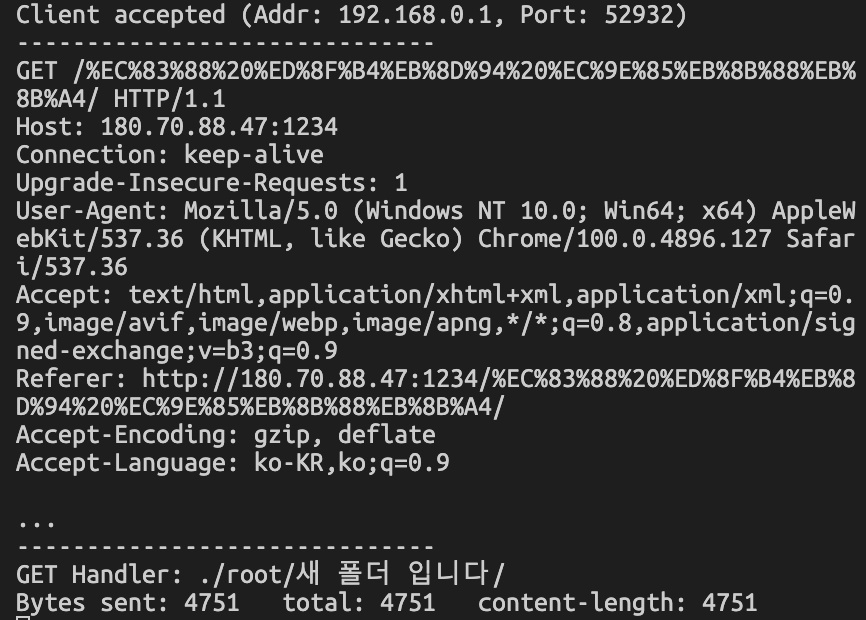 Client accepted (Addr: 192.168.0.1, Port: 52932)
------------------------------
GET /%EC%83%88%20%ED%8F%B4%EB%8D%94%20%EC%9E%85%EB%8B%88%EB%
8B%A4/ HTTP/1.1
Host: 180.70.88.47:1234
Connection: keep-alive
Upgrade-Insecure-Requests: 1
User-Agent: Mozilla/5.0 (Windows NT 10.0; Win64; x64) AppleW
ebKit/537.36 (KHTML, like Gecko) Chrome/100.0.4896.127 Safar
i/537.36
Accept: text/html,application/xhtml+xml,application/xml;q=0.
9,image/avif,image/webp,image/apng,*/*;q=0.8,application/sig
ned-exchange;v=b3;q=0.9
Referer: http://180.70.88.47:1234/%EC%83%88%20%ED%8F%B4%EB%8
D%94%20%EC%9E%85%EB%8B%88%EB%8B%A4/
Accept-Encoding: gzip, deflate
Accept-Language: ko-KR,ko;q=0.9

...
------------------------------
GET Handler: ./root/새 폴더 입니다/
Bytes sent: 4751   total: 4751   content-length: 4751